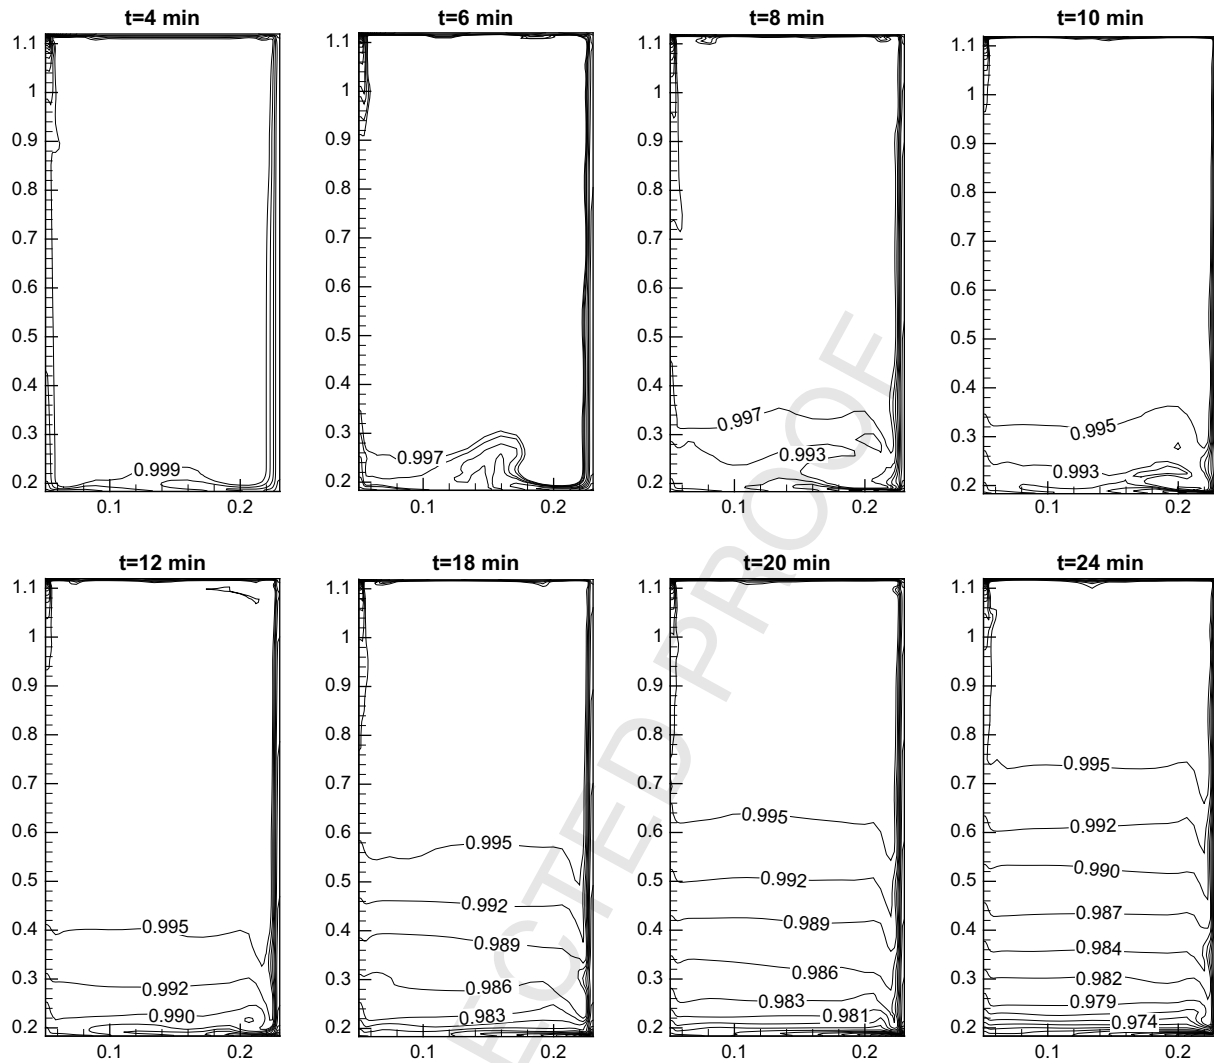 t=4 min t=6 min t=8 min t=10 min
1.1 1.1 1.1 1.1
1 1 1 1
0.9 0.9 0.9 0.9
0.8 0.8 0.8 0.8
0.7 0.7 0.7 0.7
0.6 0.6 0.6 0.6
0.5 0.5 0.5 0.5
0.4 0.4 0.4 0.4
0.997 0.995
0.3 0.3 0.3 0.3
0.999 0.997 0.993 0.993
0.2 0.2 0.2 0.2
0.1 0.2 0.1 0.2 0.1 0.2 0.1 0.2
t=12 min t=18 min t=20 min t=24 min
1.1 1.1 1.1 1.1
1 1 1 1
0.9 0.9 0.9 0.9
0.8 0.8 0.8 0.8
0.995
0.7 0.7 0.7 0.7
0.995
0.6 0.6 0.6 0.6
0.995 0.992
0.990
0.5 0.5 0.5 0.5
0.992 0.992
0.987
0.4 0.4 0.4 0.4
0.995 0.989 0.989 0.984
0.3 0.3 0.3 0.3
0.992 0.986 0.986 0.982
0.990 0.983 0.983 0.979
0.981 0.974
0.2 0.2 0.2 0.2
0.1 0.2 0.1 0.2 0.1 0.2 0.1 0.2
ECTED PROOF